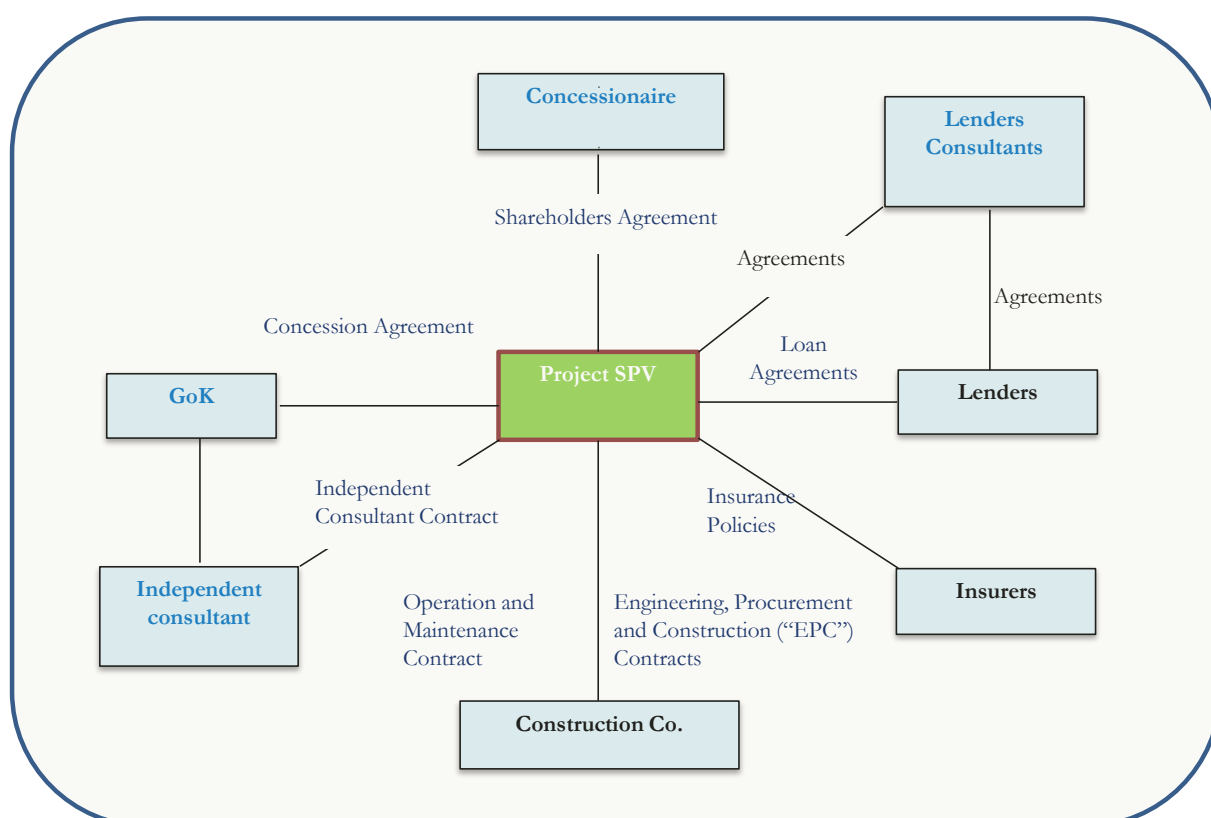 Concessionaire
Lenders
Consultants
Shareholders Agreement
Agreements
Agreements
Concession Agreement
Loan
Agreements
Project SPV
GoK
Lenders
Independent
Consultant Contract
Insurance
Policies
Independent
consultant
Operation and
Maintenance
Contract
Engineering, Procurement
and Construction (“EPC”)
Contracts
Insurers
Construction Co.